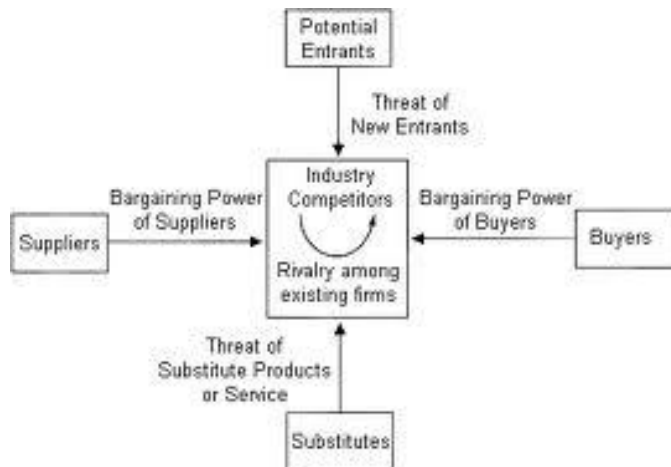 Potential
Entrants
Threat of
New Entrants
Industry
Competitors
Bargaining Power
of Suppliers
Bargaining Power
of Buyers
Suppliers
Buyers
Rivalry among
existing firms
Threat of
Substitute Products
or Service
Substitutes